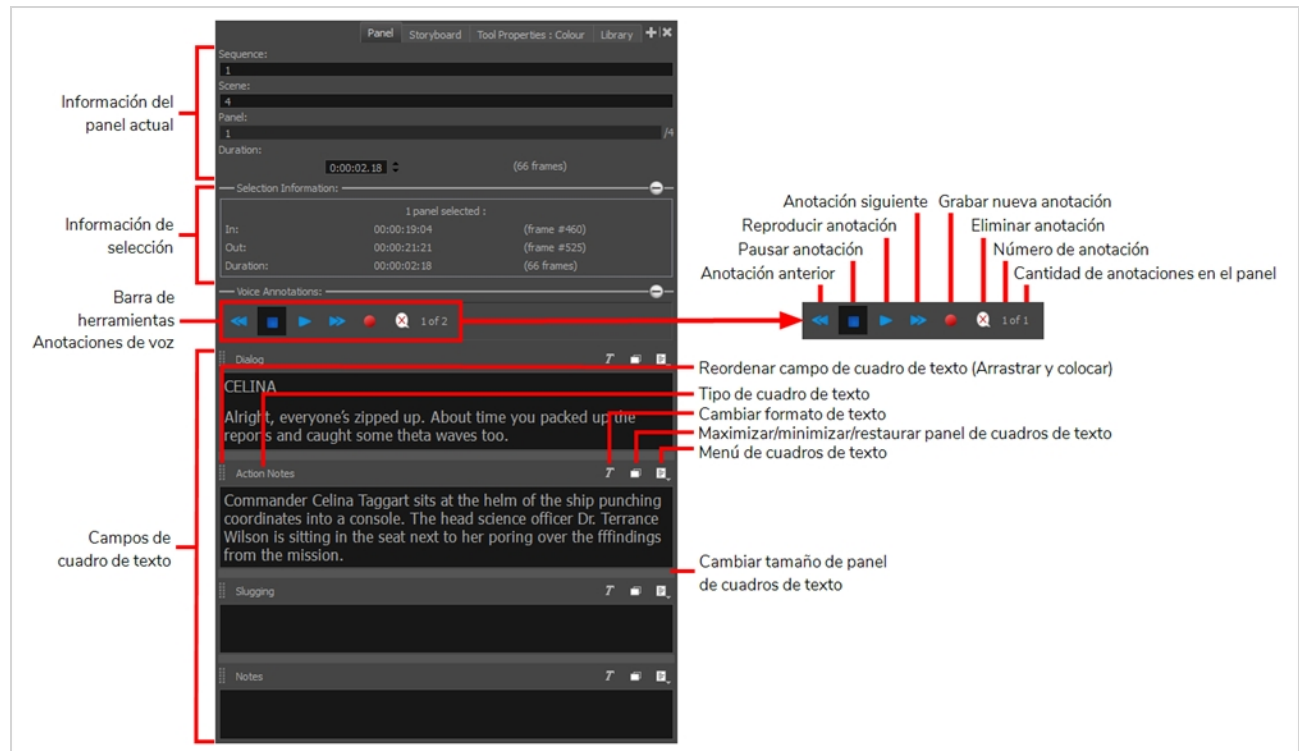 Panel Storyboard Tool Properties : Colour Library
Sequence:
1
Scene:
4
Panel:
1 /4
Duration:
0:00:02.18 (66 frames)
Información del
panel actual
Selection Information:
1 panel selected :
In: 00:00:19:04 (frame #460)
Out: 00:00:21:21 (frame #525)
Duration: 00:00:02:18 (66 frames)
Información de
selección
Voice Annotations:
1 of 2
Barra de
herramientas
Anotaciones de voz
Anotación siguiente Grabar nueva anotación
Reproducir anotación Eliminar anotación
Pausar anotación Número de anotación
Anotación anterior Cantidad de anotaciones en el panel
1 of 1
Dialog T
CELINA
Alright, everyone's zipped up. About time you packed up the
reports and caught some theta waves too.
Reordenar campo de cuadro de texto (Arrastrar y colocar)
Tipo de cuadro de texto
Cambiar formato de texto
Maximizar/minimizar/restaurar panel de cuadros de texto
Menú de cuadros de texto
Action Notes T
Commander Celina Taggart sits at the helm of the ship punching
coordinates into a console. The head science officer Dr. Terrance
Wilson is sitting in the seat next to her poring over the fffindings
from the mission.
Campos de
cuadro de texto
Cambiar tamaño de panel
de cuadros de texto
Slugging T
Notes T